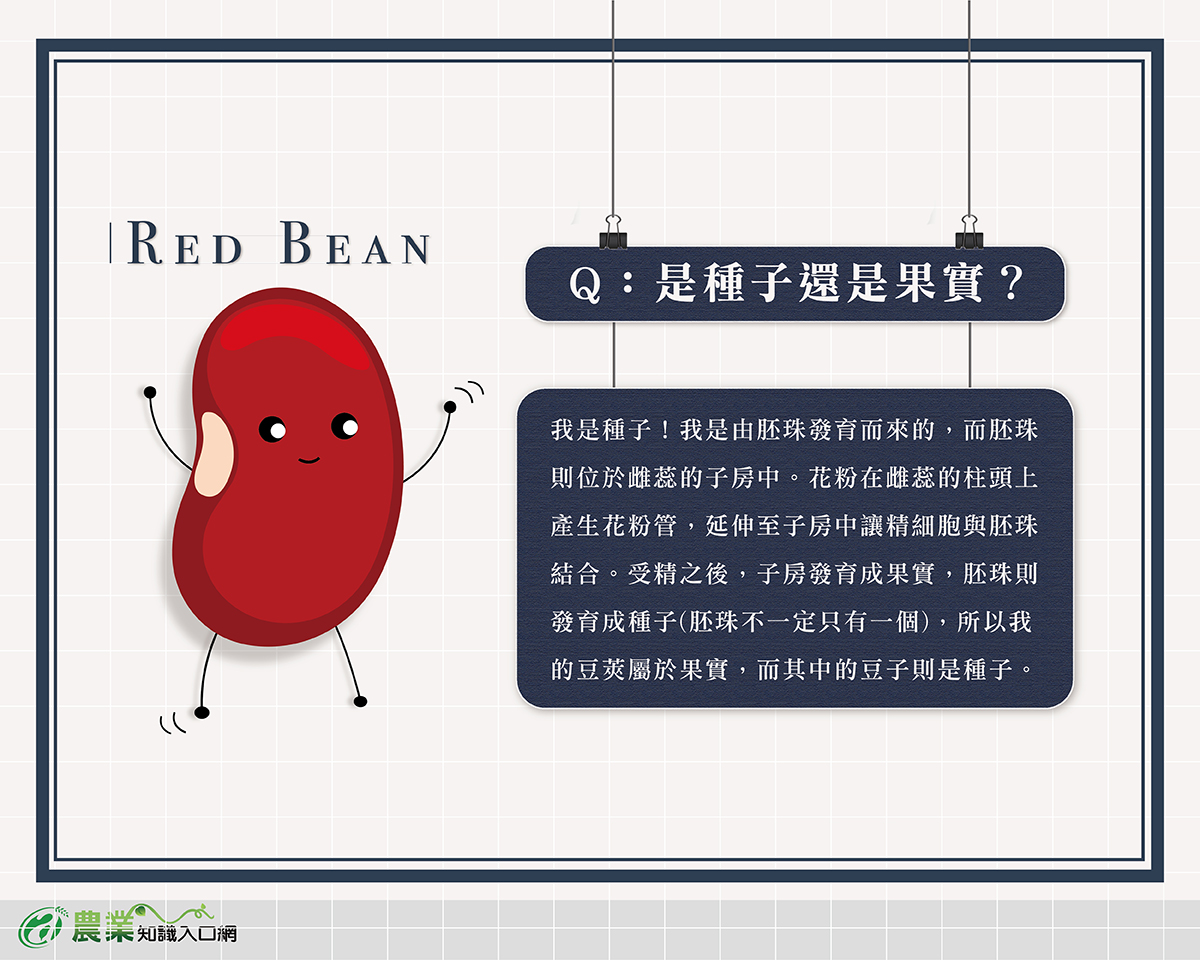 RED BEAN
Q：是種子還是果實？
我是種子！我是由胚珠發育而來的，而胚珠
則位於雌蕊的子房中。花粉在雌蕊的柱頭上
產生花粉管，延伸至子房中讓精細胞與胚珠
結合。受精之後，子房發育成果實，胚珠則
發育成種子(胚珠不一定只有一個)，所以我
的豆莢屬於果實，而其中的豆子則是種子。
農業知識入口網